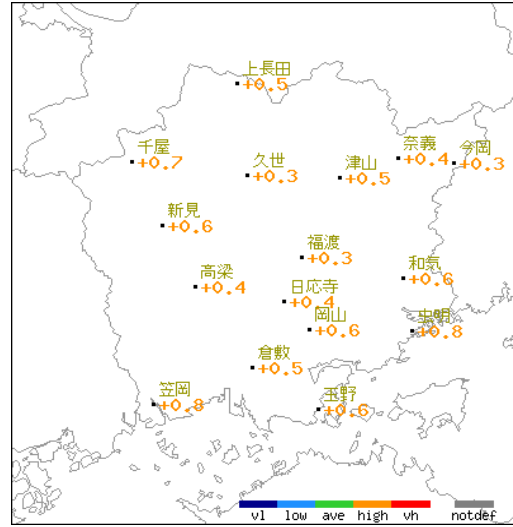 上長田
+0.5
千屋
+0.7
久世
+0.3
津山
+0.5
奈義
+0.4
今岡
+0.3
新見
+0.6
福渡
+0.3
和気
+0.6
高梁
+0.4
日応寺
+0.4
岡山
+0.6
虫明
+0.8
倉敷
+0.5
笠岡
+0.8
玉野
+0.6
vl low ave high vh notdef